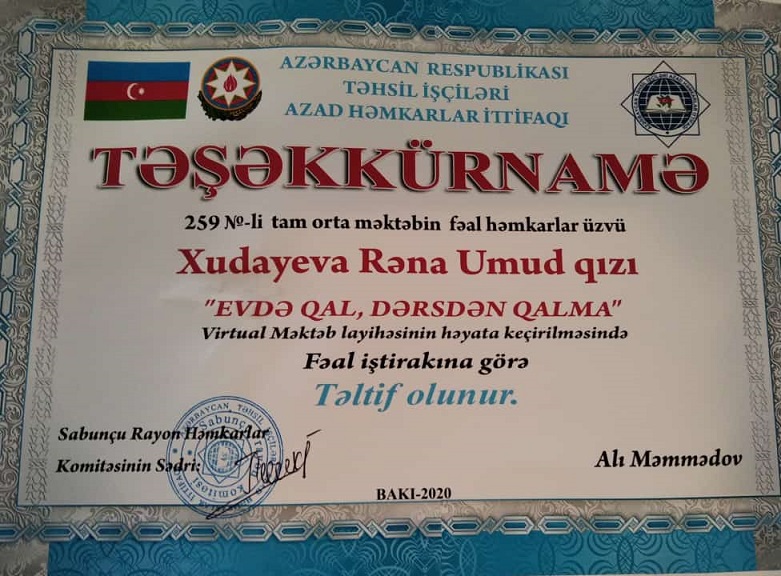 AZƏRBAYCAN RESPUBLİKASI
TƏHSİL İŞÇİLƏRİ
AZAD HƏMKARLAR İTTİFAQI
TƏŞƏKKÜRNAMƏ
259 №-li tam orta məktəbin fəal həmkarlar üzvü
Xudayeva Rəna Umud qızı
"EVDƏ QAL, DƏRSDƏN QALMA"
Virtual Məktəb layihəsinin həyata keçirilməsində
Fəal iştirakına görə
Təltif olunur.
Sabunçu Rayon Həmkarlar
Komitəsinin Sədri:
Alı Məmmədov
BAKI-2020